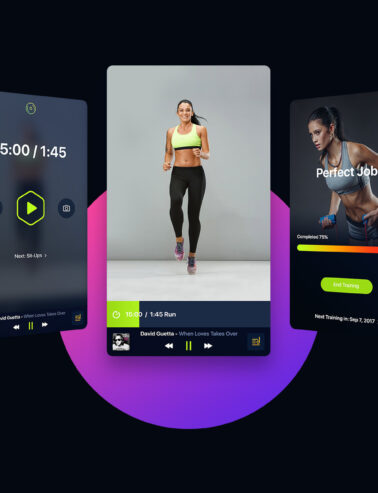 5:00 / 1:45
Next: Sit-Ups >
David Guetta - When Loves Takes Over
10:00 / 1:45 Run
David Guetta - When Loves Takes Over
Perfect Job
Completed 75%
End Training
Next Training in: Sep 7, 2017